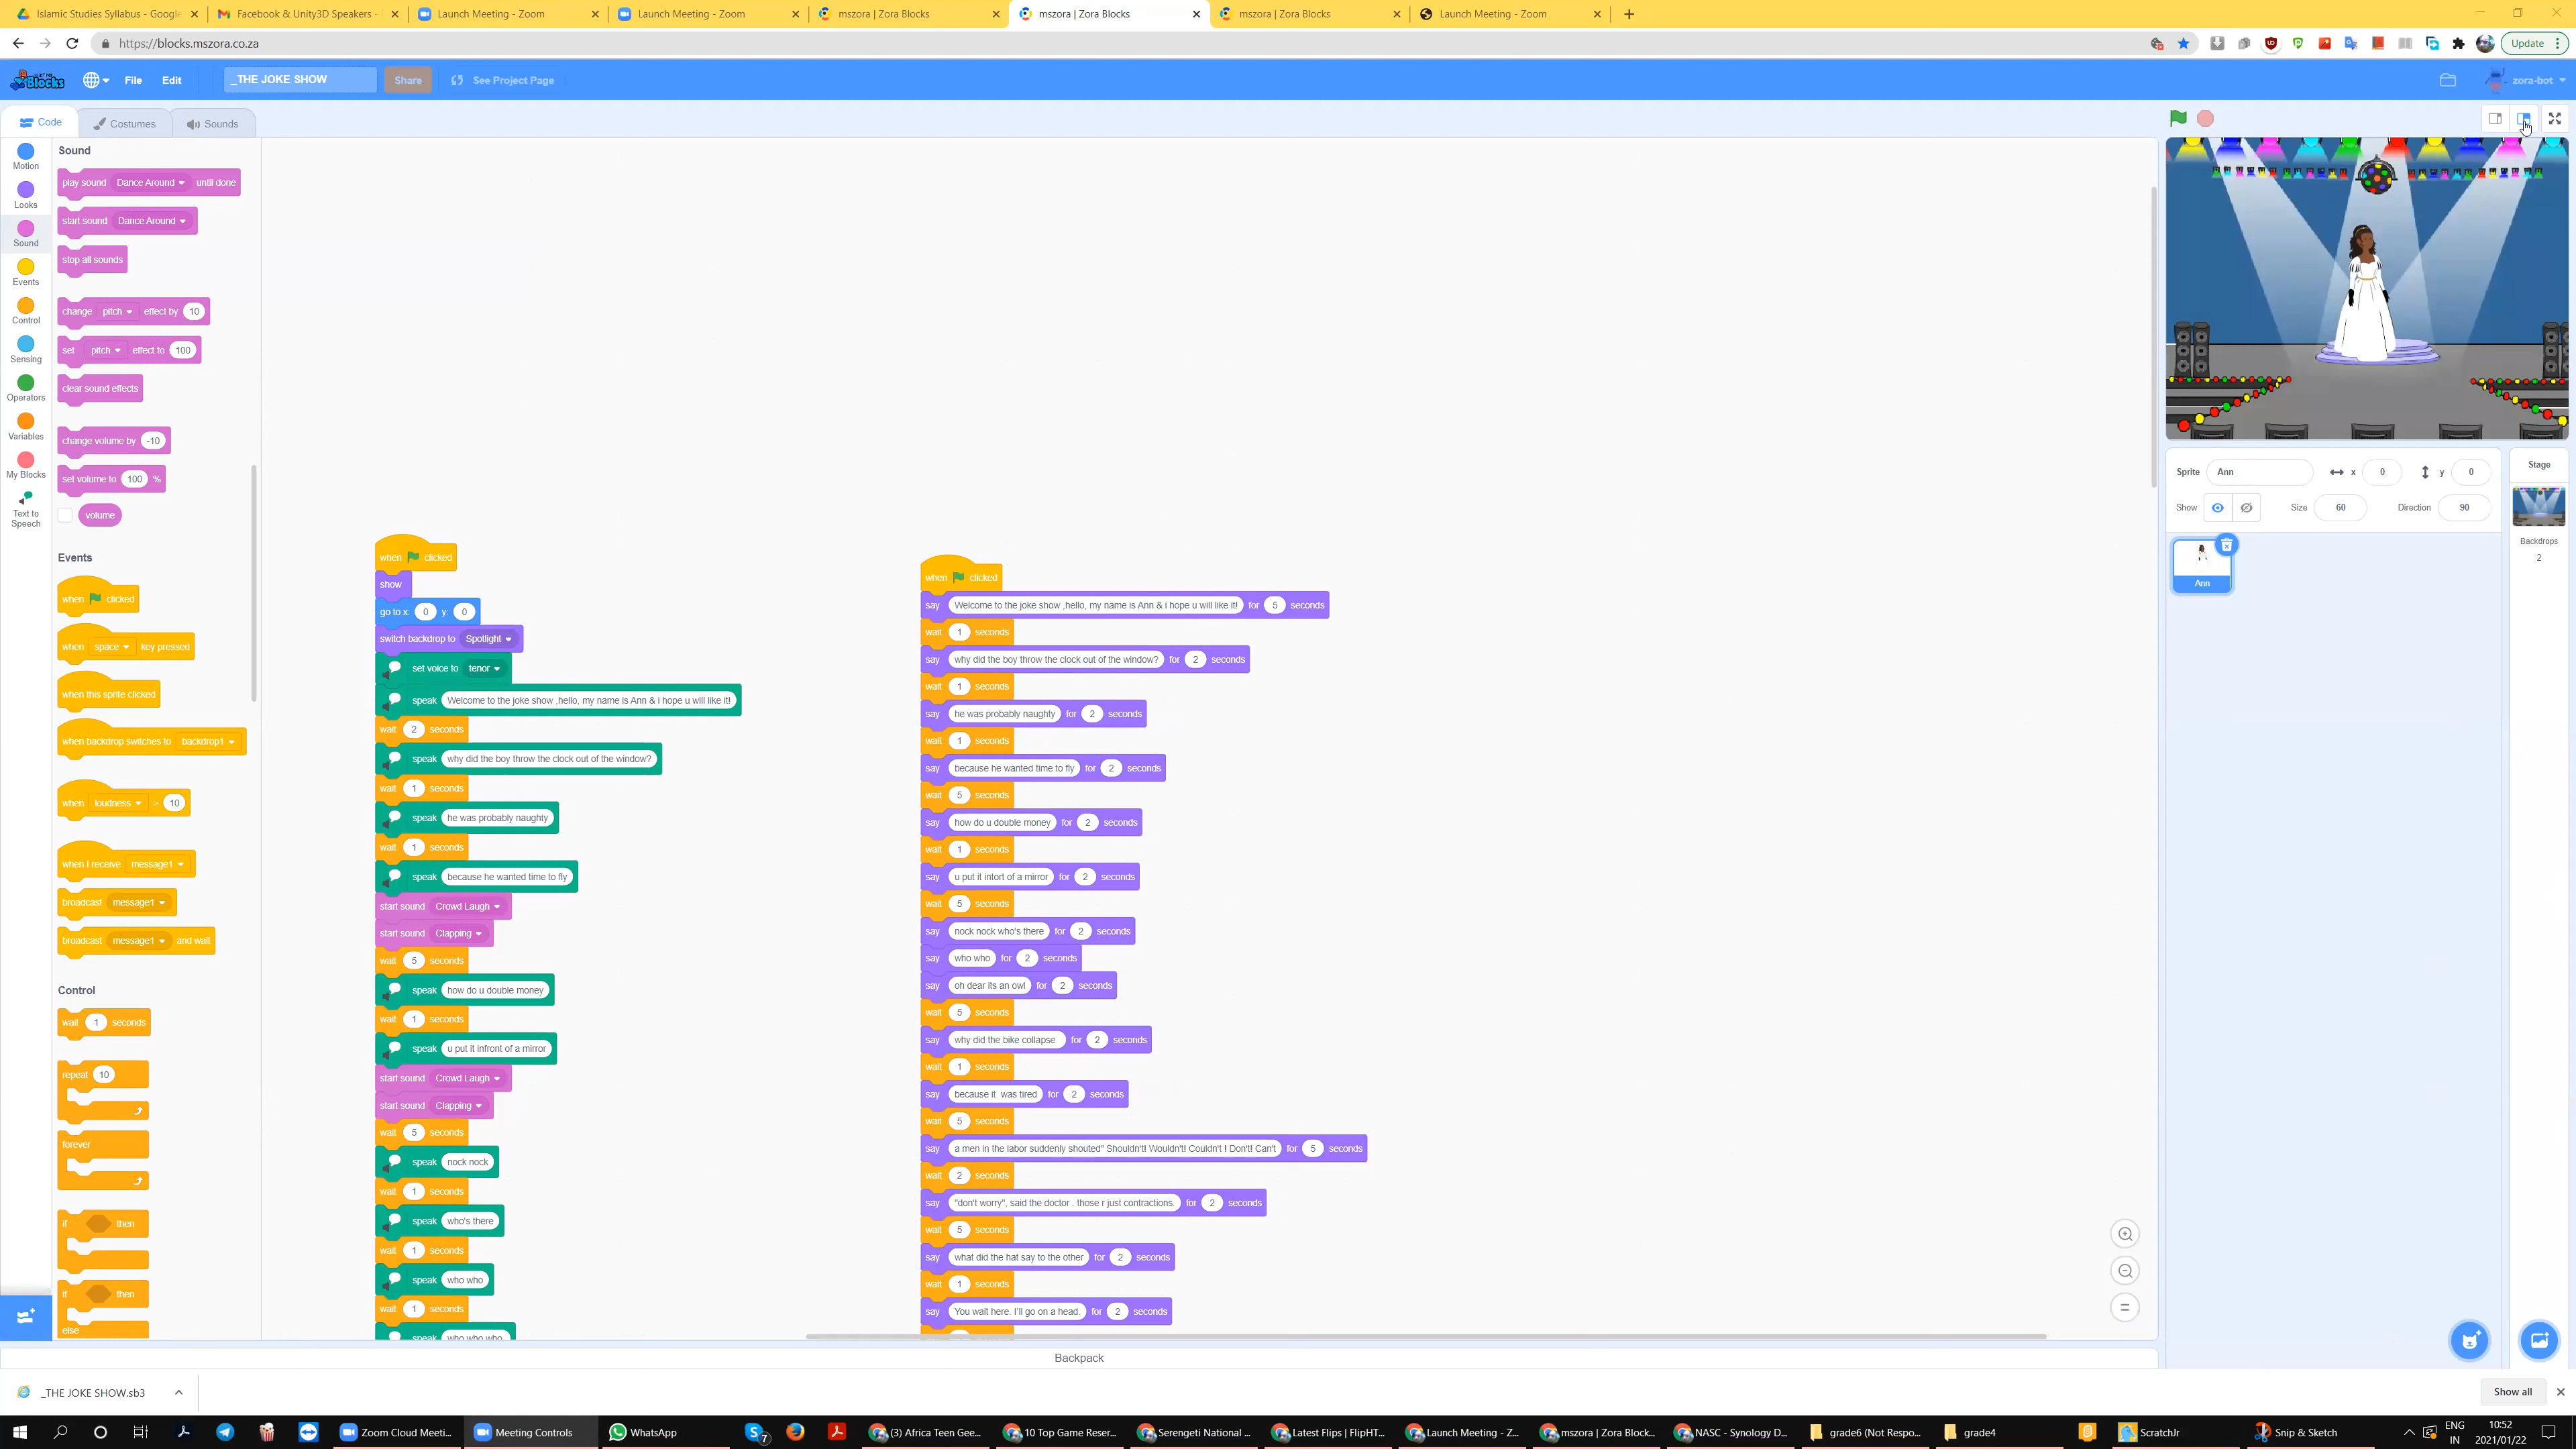 Islamic Studies Syllabus - Google
Facebook & Unity3D Speakers -
Launch Meeting - Zoom
Launch Meeting - Zoom
mszora | Zora Blocks
mszora | Zora Blocks
mszora | Zora Blocks
Launch Meeting - Zoom
https://blocks.mszora.co.za
Update
Blocks
File
Edit
_THE JOKE SHOW
Share
See Project Page
zora-bot
Code
Costumes
Sounds
Motion
Looks
Sound
Events
Control
Sensing
Operators
Variables
My Blocks
Text to
Speech
Sound
play sound Dance Around until done
start sound Dance Around
stop all sounds
change pitch effect by 10
set pitch effect to 100
clear sound effects
change volume by -10
set volume to 100 %
volume
Events
when clicked
when space key pressed
when this sprite clicked
when backdrop switches to backdrop1
when loudness > 10
when I receive message1
broadcast message1
broadcast message1 and wait
Control
wait 1 seconds
repeat 10
forever
if then
if then
else
when clicked
show
go to x: 0 y: 0
switch backdrop to Spotlight
set voice to tenor
speak Welcome to the joke show ,hello, my name is Ann & i hope u will like it!
wait 2 seconds
speak why did the boy throw the clock out of the window?
wait 1 seconds
speak he was probably naughty
wait 1 seconds
speak because he wanted time to fly
start sound Crowd Laugh
start sound Clapping
wait 5 seconds
speak how do u double money
wait 1 seconds
speak u put it infront of a mirror
start sound Crowd Laugh
start sound Clapping
wait 5 seconds
speak nock nock
wait 1 seconds
speak who's there
wait 1 seconds
speak who who
wait 1 seconds
speak who who who
when clicked
say Welcome to the joke show ,hello, my name is Ann & i hope u will like it! for 5 seconds
wait 1 seconds
say why did the boy throw the clock out of the window? for 2 seconds
wait 1 seconds
say he was probably naughty for 2 seconds
wait 1 seconds
say because he wanted time to fly for 2 seconds
wait 5 seconds
say how do u double money for 2 seconds
wait 1 seconds
say u put it intort of a mirror for 2 seconds
wait 5 seconds
say nock nock who's there for 2 seconds
say who who for 2 seconds
say oh dear its an owl for 2 seconds
wait 5 seconds
say why did the bike collapse for 2 seconds
wait 1 seconds
say because it was tired for 2 seconds
wait 5 seconds
say a men in the labor suddenly shouted" Shouldn't! Wouldn't! Couldn't ! Don't! Can't for 5 seconds
wait 2 seconds
say "don't worry", said the doctor . those r just contractions. for 2 seconds
wait 5 seconds
say what did the hat say to the other for 2 seconds
wait 1 seconds
say You wait here. I'll go on a head. for 2 seconds
Sprite Ann x 0 y 0
Show Size 60 Direction 90
Ann
Stage
Backdrops
2
Backpack
_THE JOKE SHOW.sb3
Show all
Zoom Cloud Meeti...
Meeting Controls
WhatsApp
7
(3) Africa Teen Gee...
10 Top Game Reser...
Serengeti National ...
Latest Flips | FlipHT...
Launch Meeting - Z...
mszora | Zora Block...
NASC - Synology D...
grade6 (Not Respo...
grade4
ScratchJr
Snip & Sketch
ENG
IN
10:52
2021/01/22